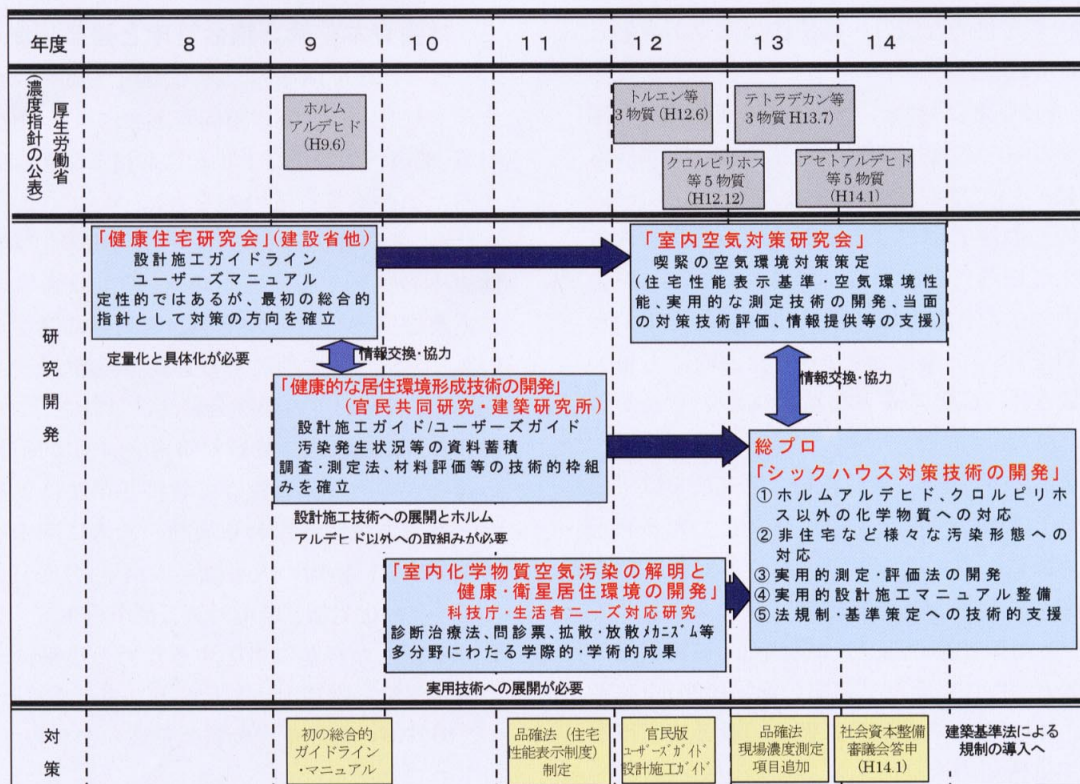 年度
8
9
10
11
12
13
14
厚生労働省
(濃度指針の公表)
ホルム
アルデヒド
(H9.6)
トルエン等
3物質(H12.6)
クロルピリホス
等5物質
(H12.12)
テトラデカン等
3物質 H13.7)
アセトアルデヒド
等5物質
(H14.1)
研究開発
「健康住宅研究会」(建設省他)
設計施工ガイドライン
ユーザーズマニュアル
定性的ではあるが、最初の総合的
指針として対策の方向を確立
定量化と具体化が必要
情報交換・協力
「健康的な居住環境形成技術の開発」
(官民共同研究・建築研究所)
設計施工ガイド/ユーザーズガイド
汚染発生状況等の資料蓄積
調査・測定法、材料評価等の技術的枠組
みを確立
設計施工技術への展開とホルム
アルデヒド以外への取組みが必要
「室内化学物質空気汚染の解明と
健康・衛星居住環境の開発」
科技庁・生活者ニーズ対応研究
診断治療法、問診票、拡散・放散メカニズム等
多分野にわたる学際的・学術的成果
実用技術への展開が必要
「室内空気対策研究会」
喫緊の空気環境対策策定
(住宅性能表示基準・空気環境性
能、実用的な測定技術の開発、当面
の対策技術評価、情報提供等の支援)
情報交換・協力
総プロ
「シックハウス対策技術の開発」
① ホルムアルデヒド、クロルピリホ
ス以外の化学物質への対応
② 非住宅など様々な汚染形態への
対応
③ 実用的測定・評価法の開発
④ 実用的設計施工マニュアル整備
⑤ 法規制・基準策定への技術的支援
対策
初の総合的
ガイドライン
・マニュアル
品確法(住宅
性能表示制度)
制定
官民版
ユーザーズガイド
設計施工ガイド
品確法
現場濃度測定
項目追加
社会資本整備
審議会答申
(H14.1)
建築基準法による
規制の導入へ